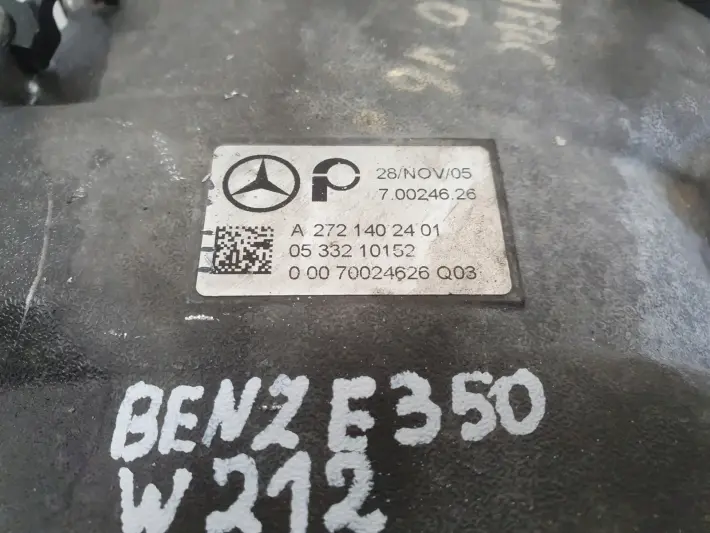 28/NOV/05
7.00246.26
A 272 140 24 01
05 332 10152
0 00 70024626 Q03
BENZ E350
W212